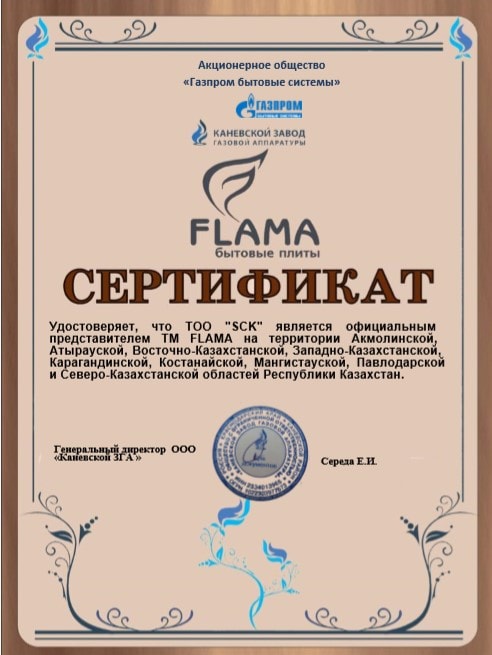 Акционерное общество
«Газпром бытовые системы»
ГАЗПРОМ
БЫТОВЫЕ СИСТЕМЫ
КАНЕВСКОЙ ЗАВОД
ГАЗОВОЙ АППАРАТУРЫ
FLAMA
бытовые плиты
СЕРТИФИКАТ
Удостоверяет, что ТОО "SCK" является официальным
представителем ТМ FLAMA на территории Акмолинской,
Атырауской, Восточно-Казахстанской, Западно-Казахстанской,
Карагандинской, Костанайской, Мангистауской, Павлодарской
и Северо-Казахстанской областей Республики Казахстан.
Генеральный директор ООО
«Каневской ЗГА»
Середа Е.И.